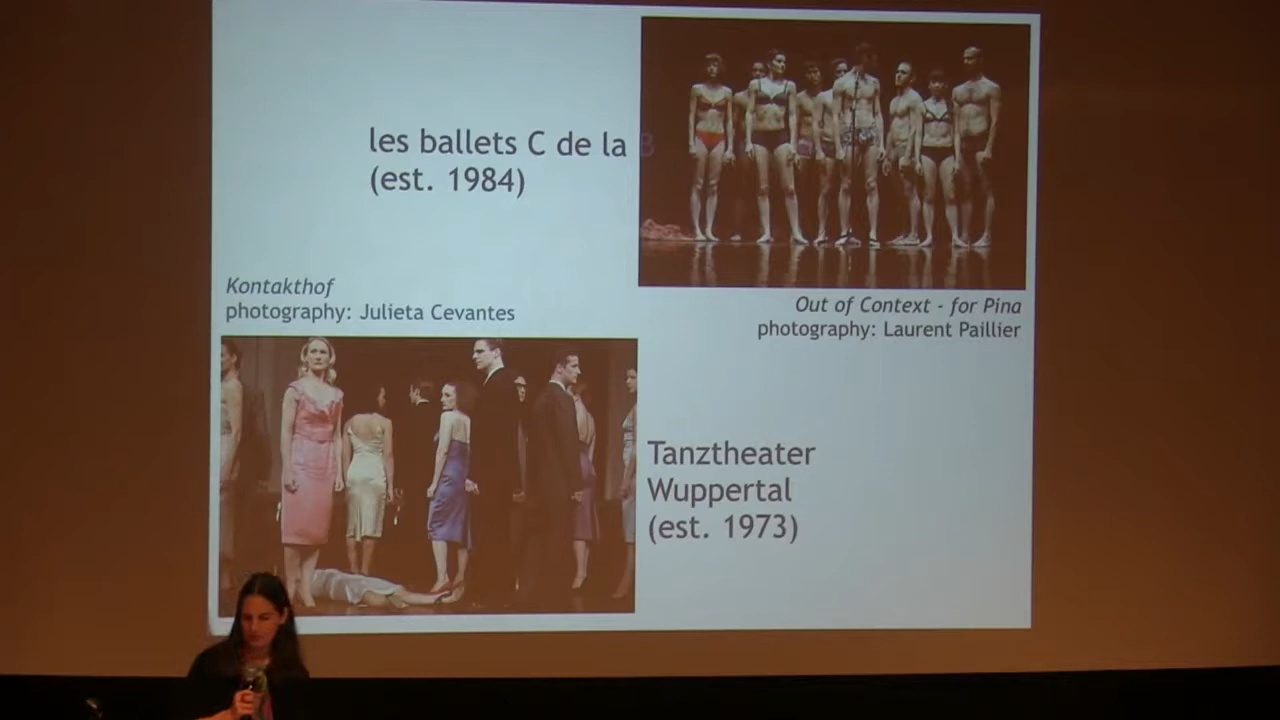 les ballets C de la B
(est. 1984)
Kontakthof
photography: Julieta Cevantes
Out of Context - for Pina
photography: Laurent Paillier
Tanztheater
Wuppertal
(est. 1973)